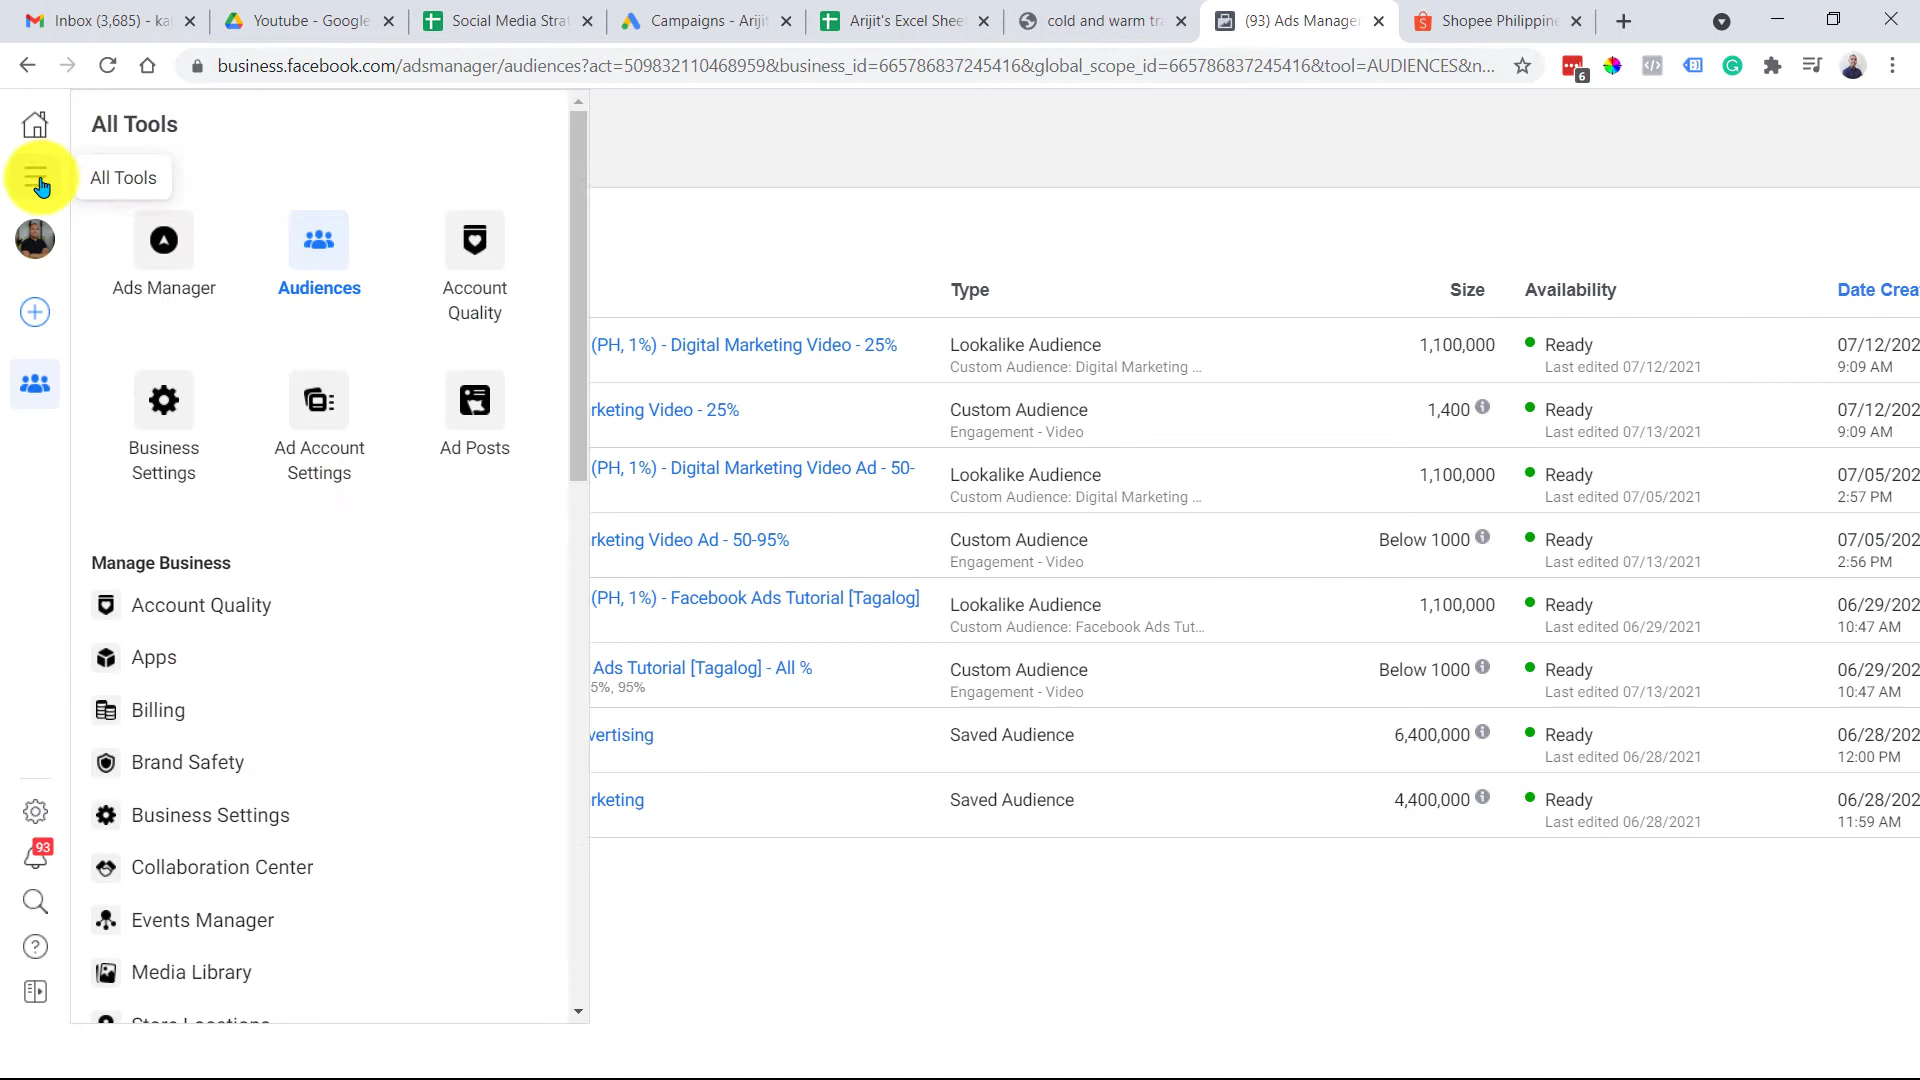 Inbox (3,685) - ka
Youtube - Google
Social Media Strat
Campaigns - Arijit
Arijit's Excel Sheet
cold and warm tra
(93) Ads Manager
Shopee Philippine
business.facebook.com/adsmanager/audiences?act=509832110468959&business_id=665786837245416&global_scope_id=665786837245416&tool=AUDIENCES&n...
6
All Tools
All Tools
Ads Manager
Audiences
Account
Quality
Business
Settings
Ad Account
Settings
Ad Posts
Manage Business
Account Quality
Apps
Billing
Brand Safety
Business Settings
Collaboration Center
Events Manager
Media Library
Store Locations
93
Type
Size
Availability
Date Crea
(PH, 1%) - Digital Marketing Video - 25%
Lookalike Audience
Custom Audience: Digital Marketing ...
1,100,000
Ready
Last edited 07/12/2021
07/12/202
9:09 AM
rketing Video - 25%
Custom Audience
Engagement - Video
1,400
Ready
Last edited 07/13/2021
07/12/202
9:09 AM
(PH, 1%) - Digital Marketing Video Ad - 50-
Lookalike Audience
Custom Audience: Digital Marketing ...
1,100,000
Ready
Last edited 07/05/2021
07/05/202
2:57 PM
rketing Video Ad - 50-95%
Custom Audience
Engagement - Video
Below 1000
Ready
Last edited 07/13/2021
07/05/202
2:56 PM
(PH, 1%) - Facebook Ads Tutorial [Tagalog]
Lookalike Audience
Custom Audience: Facebook Ads Tut...
1,100,000
Ready
Last edited 06/29/2021
06/29/202
10:47 AM
Ads Tutorial [Tagalog] - All %
5%, 95%
Custom Audience
Engagement - Video
Below 1000
Ready
Last edited 07/13/2021
06/29/202
10:47 AM
vertising
Saved Audience
6,400,000
Ready
Last edited 06/28/2021
06/28/202
12:00 PM
rketing
Saved Audience
4,400,000
Ready
Last edited 06/28/2021
06/28/202
11:59 AM